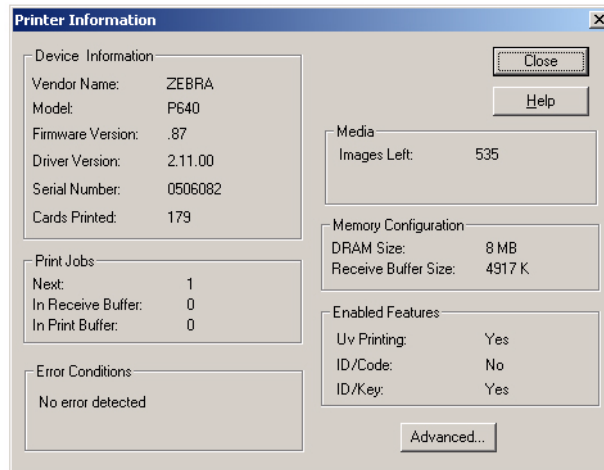 Printer Information
Device Information
Vendor Name: ZEBRA
Model: P640
Firmware Version: .87
Driver Version: 2.11.00
Serial Number: 0506082
Cards Printed: 179
Print Jobs
Next: 1
In Receive Buffer: 0
In Print Buffer: 0
Error Conditions
No error detected
Close
Help
Media
Images Left: 535
Memory Configuration
DRAM Size: 8 MB
Receive Buffer Size: 4917 K
Enabled Features
Uv Printing: Yes
ID/Code: No
ID/Key: Yes
Advanced...